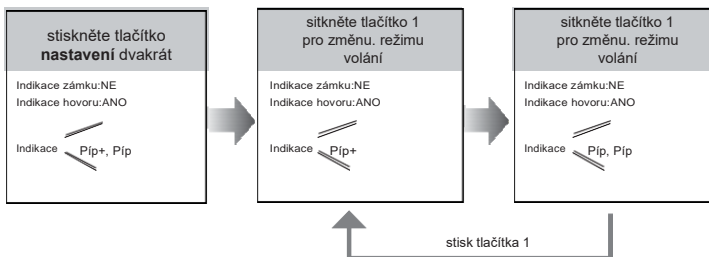 stiskněte tlačítko
nastavení dvakrát
Indikace zámku:NE
Indikace hovoru:ANO
Indikace Píp+, Píp
sitkněte tlačítko 1
pro změnu. režimu
volání
Indikace zámku:NE
Indikace hovoru:ANO
Indikace Píp+
sitkněte tlačítko 1
pro změnu. režimu
volání
Indikace zámku:NE
Indikace hovoru:ANO
Indikace Píp, Píp
stisk tlačítka 1